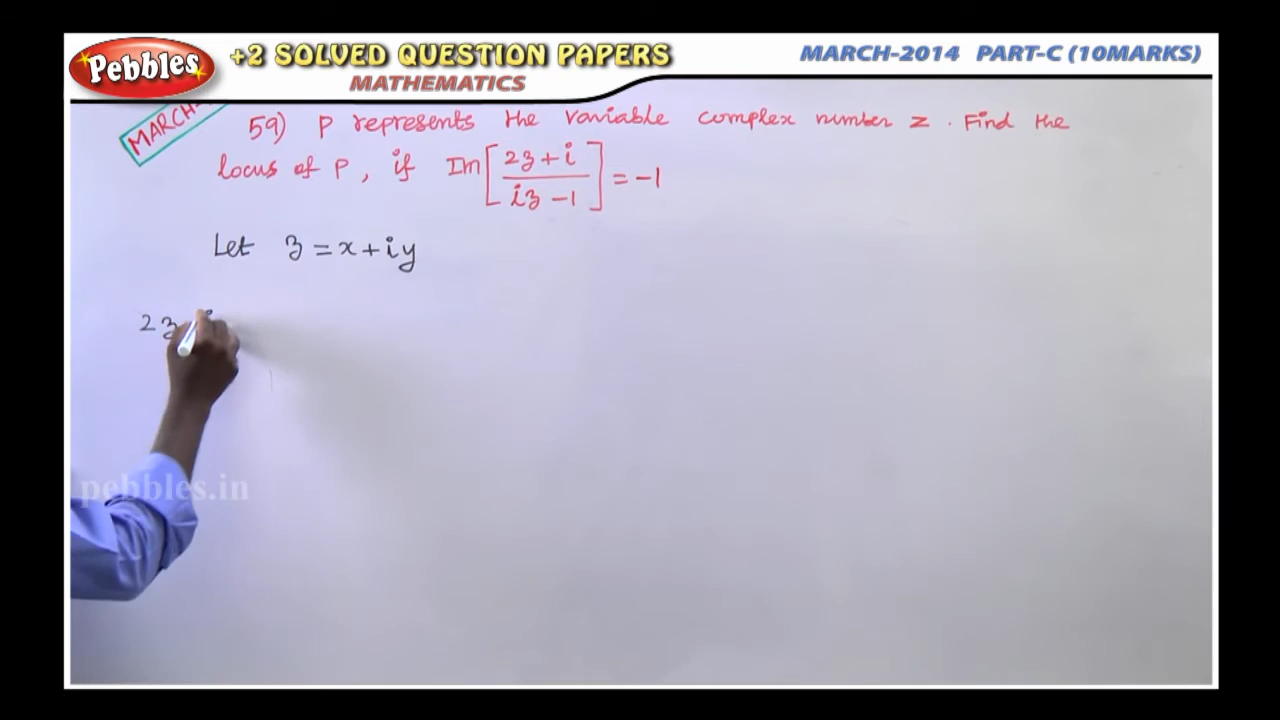 Pebbles
+2 SOLVED QUESTION PAPERS
MATHEMATICS
MARCH-2014 PART-C (10MARKS)
MARCH-
59) P represents the variable complex number z. Find the
locus of P, if Im[(2z+i)/(iz-1)] = -1
Let z = x+iy
2z
pebbles.in